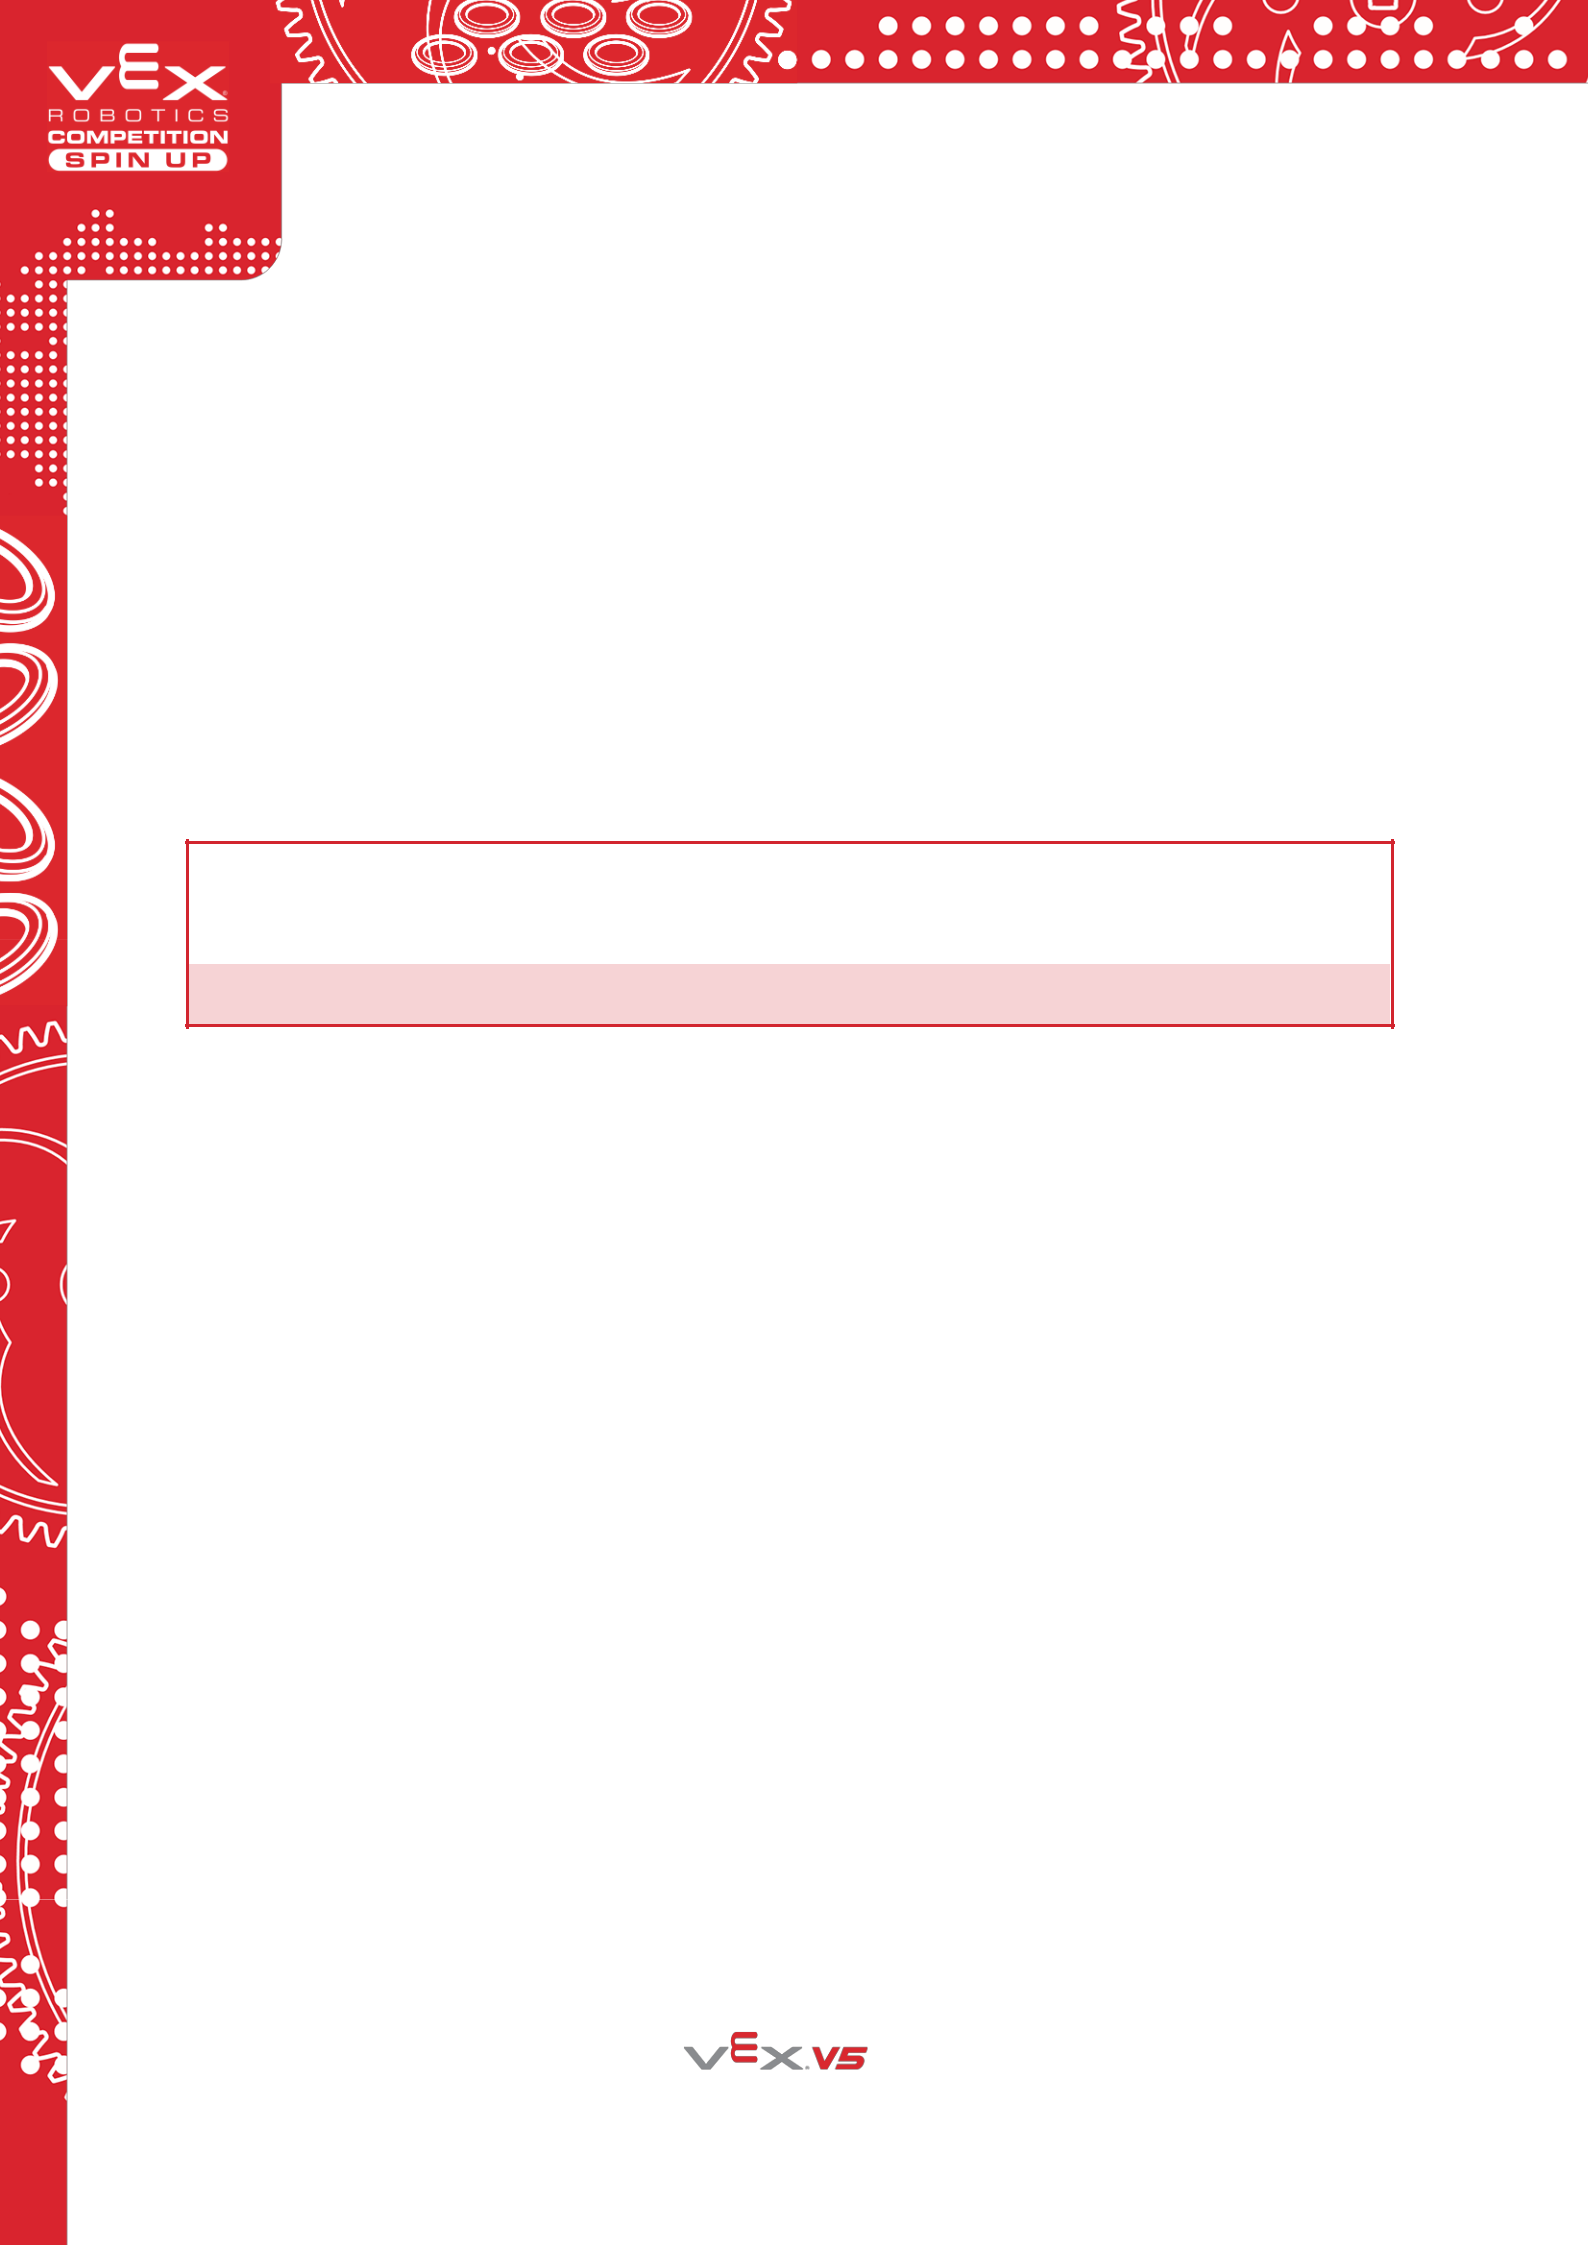 VEX
ROBOTICS
COMPETITION
SPIN UP
VEX V5